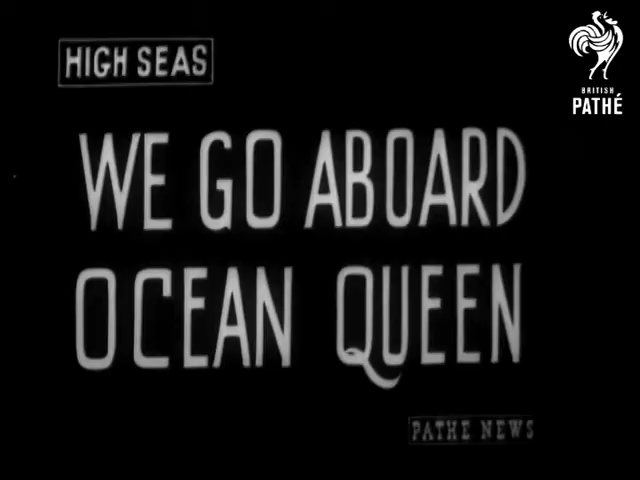 HIGH SEAS
BRITISH
PATHÉ
WE GO ABOARD
OCEAN QUEEN
PATHE NEWS